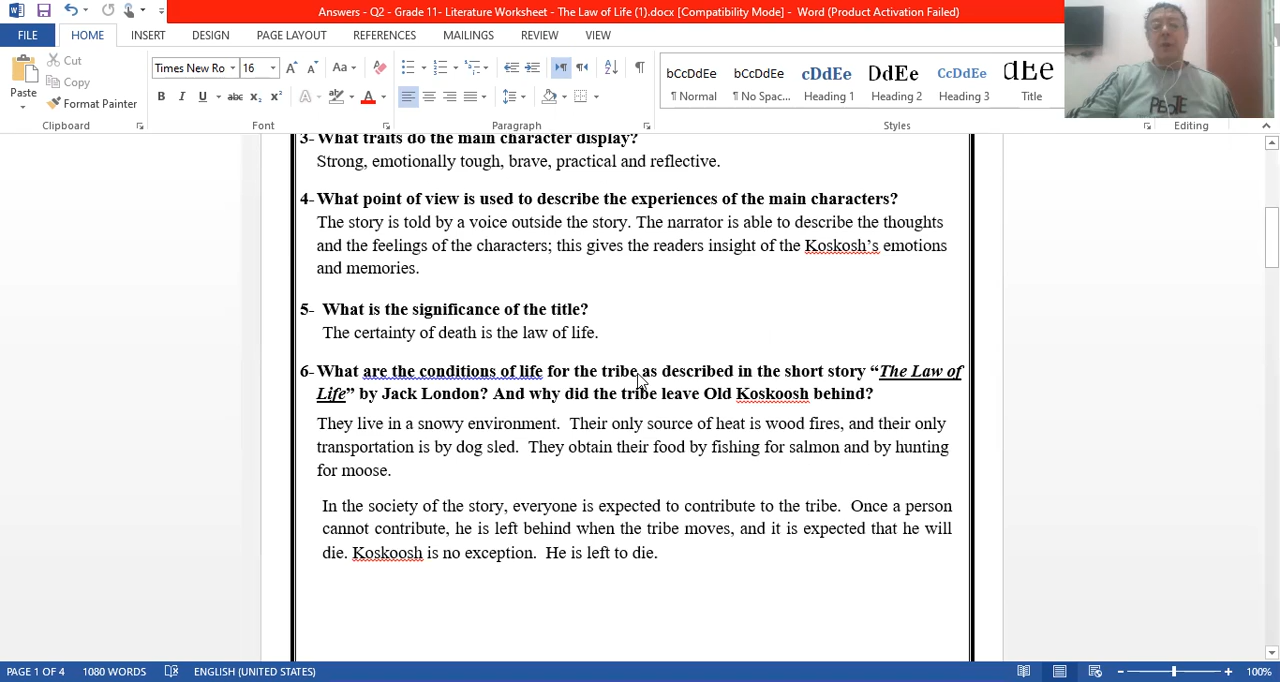 Answers - Q2 - Grade 11- Literature Worksheet - The Law of Life (1).docx [Compatibility Mode] - Word (Product Activation Failed)
FILE HOME INSERT DESIGN PAGE LAYOUT REFERENCES MAILINGS REVIEW VIEW
Paste
Cut
Copy
Format Painter
Clipboard
Times New Ro 16
Font
Paragraph
bCcDdEe bCcDdEe cDdEe DdEe CcDdEe dEe
¶ Normal ¶ No Spac... Heading 1 Heading 2 Heading 3 Title
Styles
Editing
3- What traits do the main character display?
Strong, emotionally tough, brave, practical and reflective.
4- What point of view is used to describe the experiences of the main characters?
The story is told by a voice outside the story. The narrator is able to describe the thoughts
and the feelings of the characters; this gives the readers insight of the Koskosh's emotions
and memories.
5- What is the significance of the title?
The certainty of death is the law of life.
6- What are the conditions of life for the tribe as described in the short story “The Law of
Life” by Jack London? And why did the tribe leave Old Koskoosh behind?
They live in a snowy environment. Their only source of heat is wood fires, and their only
transportation is by dog sled. They obtain their food by fishing for salmon and by hunting
for moose.
In the society of the story, everyone is expected to contribute to the tribe. Once a person
cannot contribute, he is left behind when the tribe moves, and it is expected that he will
die. Koskoosh is no exception. He is left to die.
PAGE 1 OF 4 1080 WORDS ENGLISH (UNITED STATES) 100%